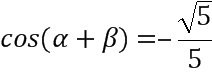 cos(α + β) = −√5/5